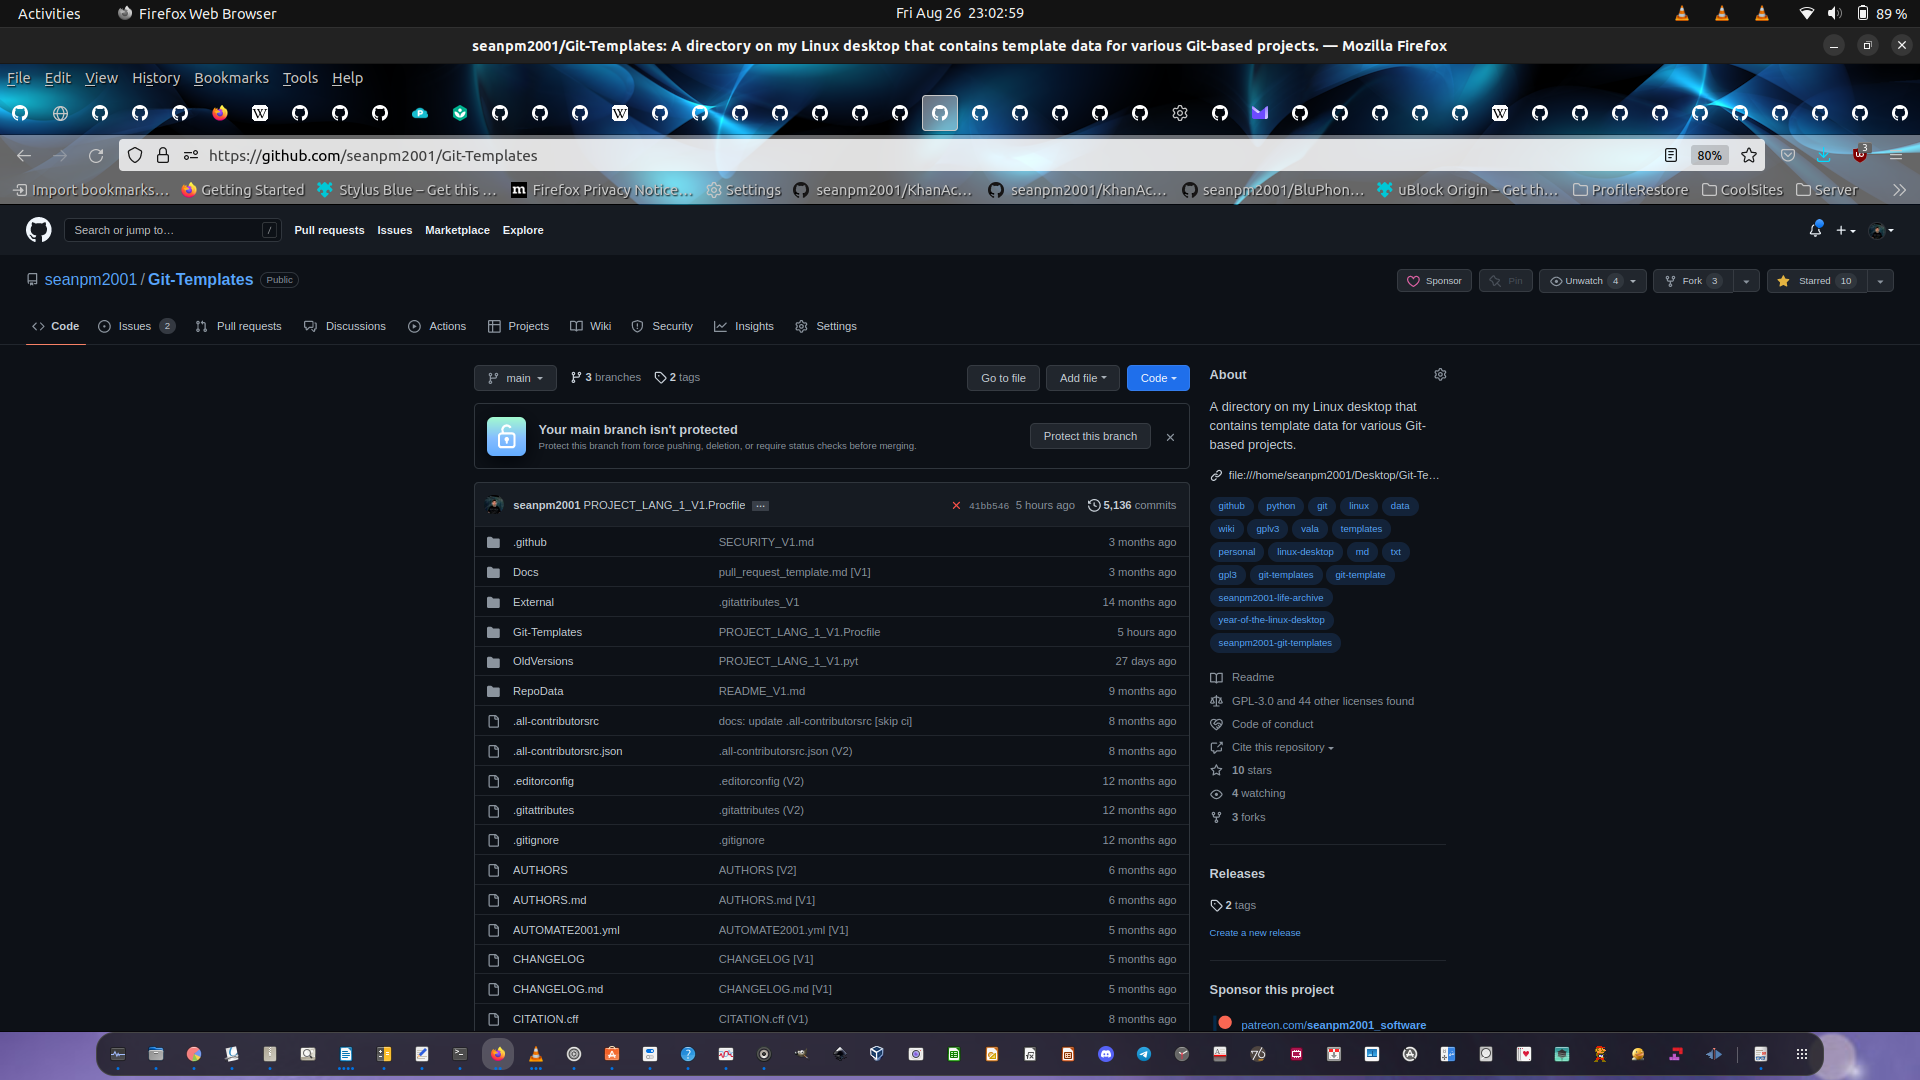 Activities Firefox Web Browser Fri Aug 26 23:02:59 89 %
seanpm2001/Git-Templates: A directory on my Linux desktop that contains template data for various Git-based projects. — Mozilla Firefox
File Edit View History Bookmarks Tools Help
https://github.com/seanpm2001/Git-Templates 80% 3
Import bookmarks… Getting Started Stylus Blue – Get this … Firefox Privacy Notice… Settings seanpm2001/KhanAc… seanpm2001/KhanAc… seanpm2001/BluPhon… uBlock Origin – Get th… ProfileRestore CoolSites Server
Search or jump to… / Pull requests Issues Marketplace Explore
seanpm2001 / Git-Templates Public Sponsor Pin Unwatch 4 Fork 3 Starred 10
Code Issues 2 Pull requests Discussions Actions Projects Wiki Security Insights Settings
main 3 branches 2 tags Go to file Add file Code
Your main branch isn't protected
Protect this branch from force pushing, deletion, or require status checks before merging.
Protect this branch
seanpm2001 PROJECT_LANG_1_V1.Procfile … 41bb546 5 hours ago 5,136 commits
.github SECURITY_V1.md 3 months ago
Docs pull_request_template.md [V1] 3 months ago
External .gitattributes_V1 14 months ago
Git-Templates PROJECT_LANG_1_V1.Procfile 5 hours ago
OldVersions PROJECT_LANG_1_V1.pyt 27 days ago
RepoData README_V1.md 9 months ago
.all-contributorsrc docs: update .all-contributorsrc [skip ci] 8 months ago
.all-contributorsrc.json .all-contributorsrc.json (V2) 8 months ago
.editorconfig .editorconfig (V2) 12 months ago
.gitattributes .gitattributes (V2) 12 months ago
.gitignore .gitignore 12 months ago
AUTHORS AUTHORS [V2] 6 months ago
AUTHORS.md AUTHORS.md [V1] 6 months ago
AUTOMATE2001.yml AUTOMATE2001.yml [V1] 5 months ago
CHANGELOG CHANGELOG [V1] 5 months ago
CHANGELOG.md CHANGELOG.md [V1] 5 months ago
CITATION.cff CITATION.cff (V1) 8 months ago
About
A directory on my Linux desktop that
contains template data for various Git-
based projects.
file:///home/seanpm2001/Desktop/Git-Te…
github python git linux data
wiki gplv3 vala templates
personal linux-desktop md txt
gpl3 git-templates git-template
seanpm2001-life-archive
year-of-the-linux-desktop
seanpm2001-git-templates
Readme
GPL-3.0 and 44 other licenses found
Code of conduct
Cite this repository
10 stars
4 watching
3 forks
Releases
2 tags
Create a new release
Sponsor this project
patreon.com/seanpm2001_software